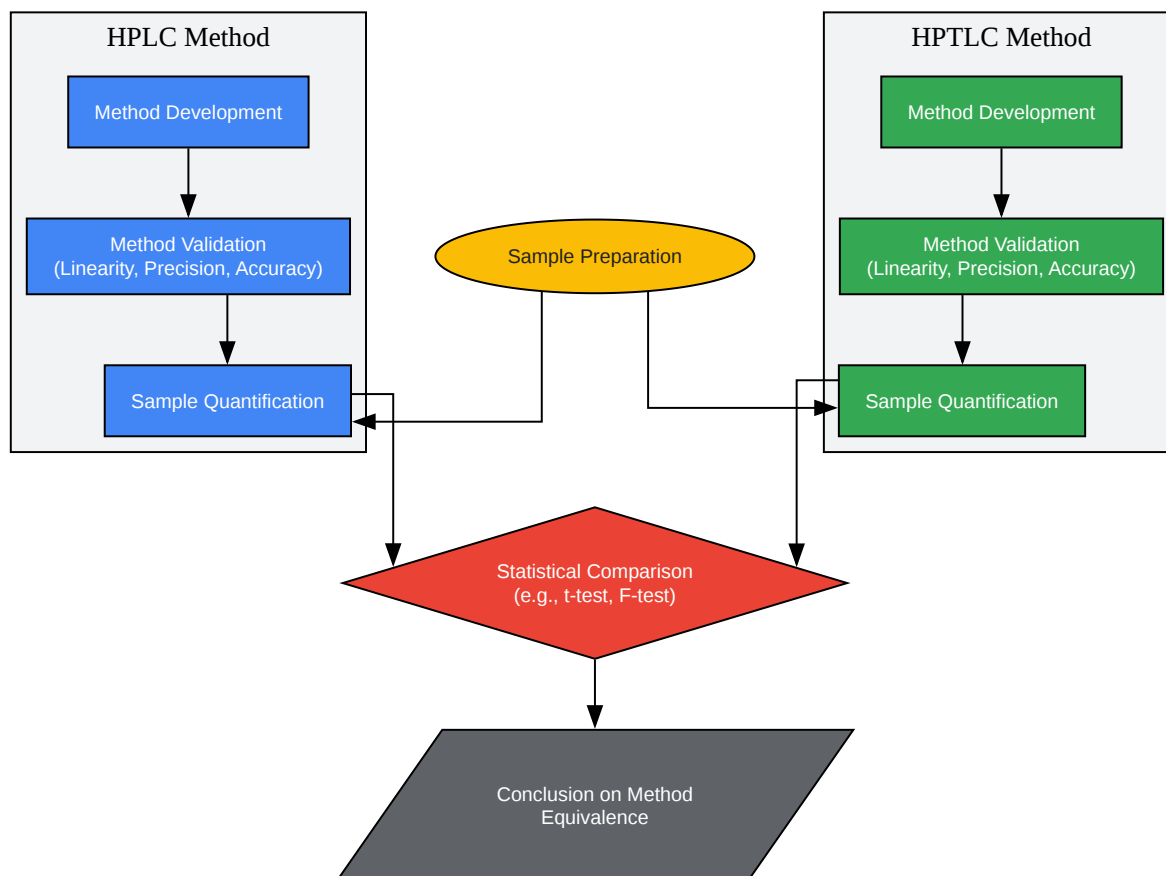 HPLC Method
Method Development
Method Validation
(Linearity, Precision, Accuracy)
Sample Quantification
HPTLC Method
Method Development
Method Validation
(Linearity, Precision, Accuracy)
Sample Quantification
Sample Preparation
Statistical Comparison
(e.g., t-test, F-test)
Conclusion on Method
Equivalence